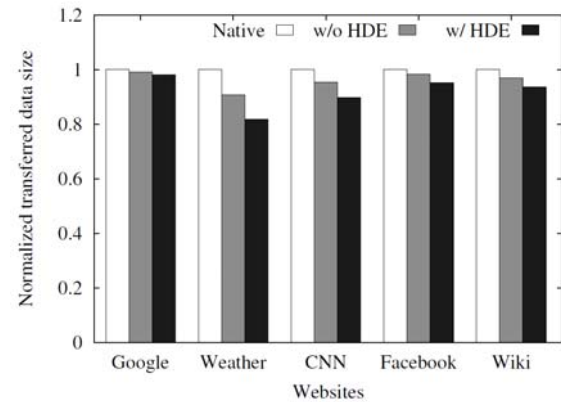 Normalized transferred data size
1.2
1
0.8
0.6
0.4
0.2
0
Native w/o HDE w/ HDE
Google Weather CNN Facebook Wiki
Websites